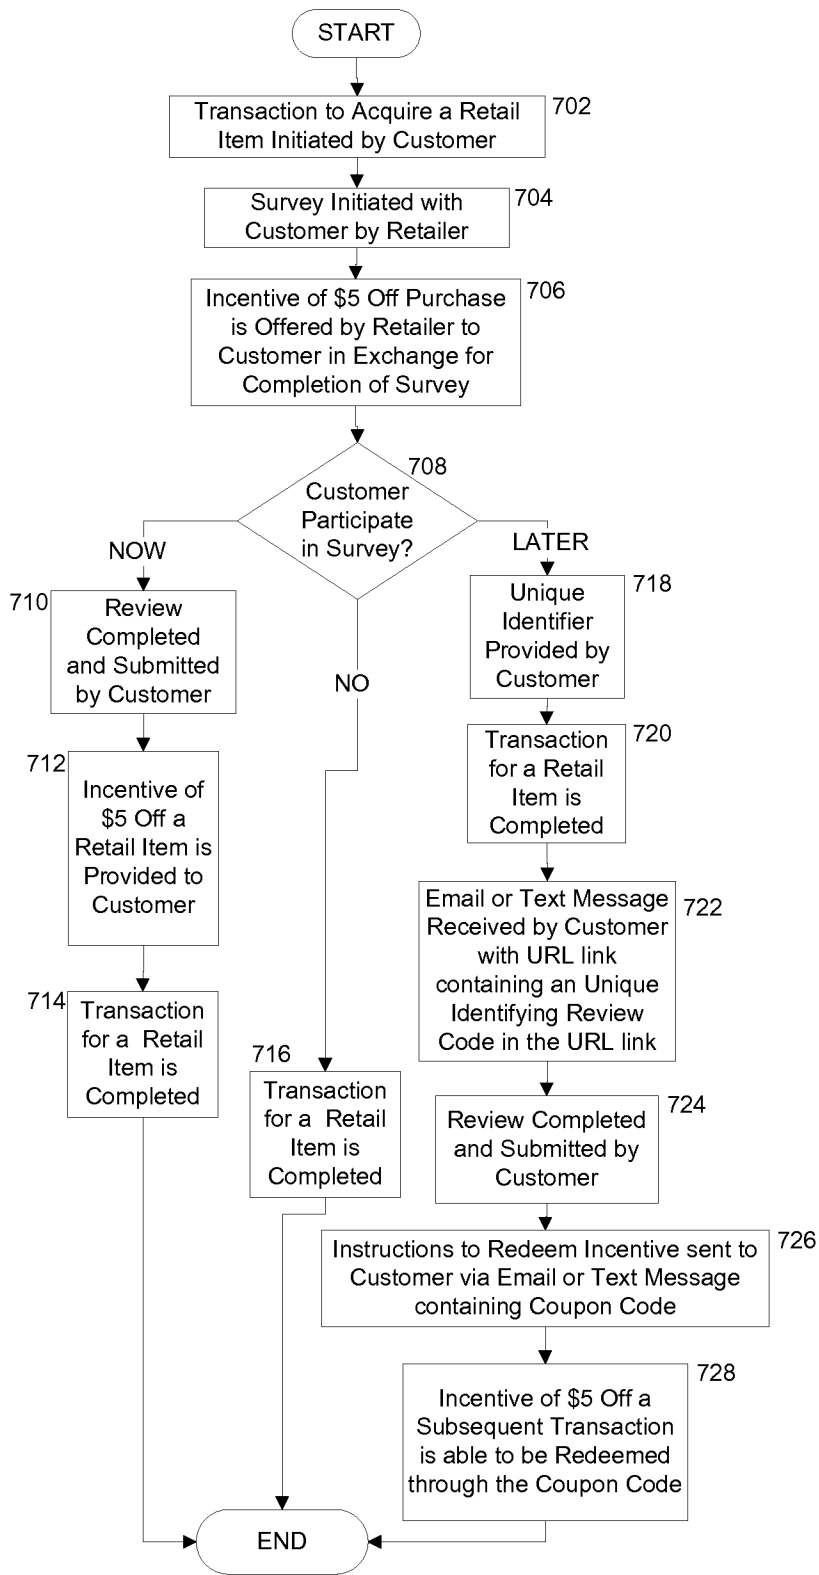 START
702
Transaction to Acquire a Retail
Item Initiated by Customer
704
Survey Initiated with
Customer by Retailer
706
Incentive of $5 Off Purchase
is Offered by Retailer to
Customer in Exchange for
Completion of Survey
708
Customer
Participate
in Survey?
NOW
710
Review
Completed
and Submitted
by Customer
712
Incentive of
$5 Off a
Retail Item is
Provided to
Customer
714
Transaction
for a Retail
Item is
Completed
NO
716
Transaction
for a Retail
Item is
Completed
LATER
718
Unique
Identifier
Provided by
Customer
720
Transaction
for a Retail
Item is
Completed
722
Email or Text Message
Received by Customer
with URL link
containing an Unique
Identifying Review
Code in the URL link
724
Review Completed
and Submitted by
Customer
726
Instructions to Redeem Incentive sent to
Customer via Email or Text Message
containing Coupon Code
728
Incentive of $5 Off a
Subsequent Transaction
is able to be Redeemed
through the Coupon Code
END